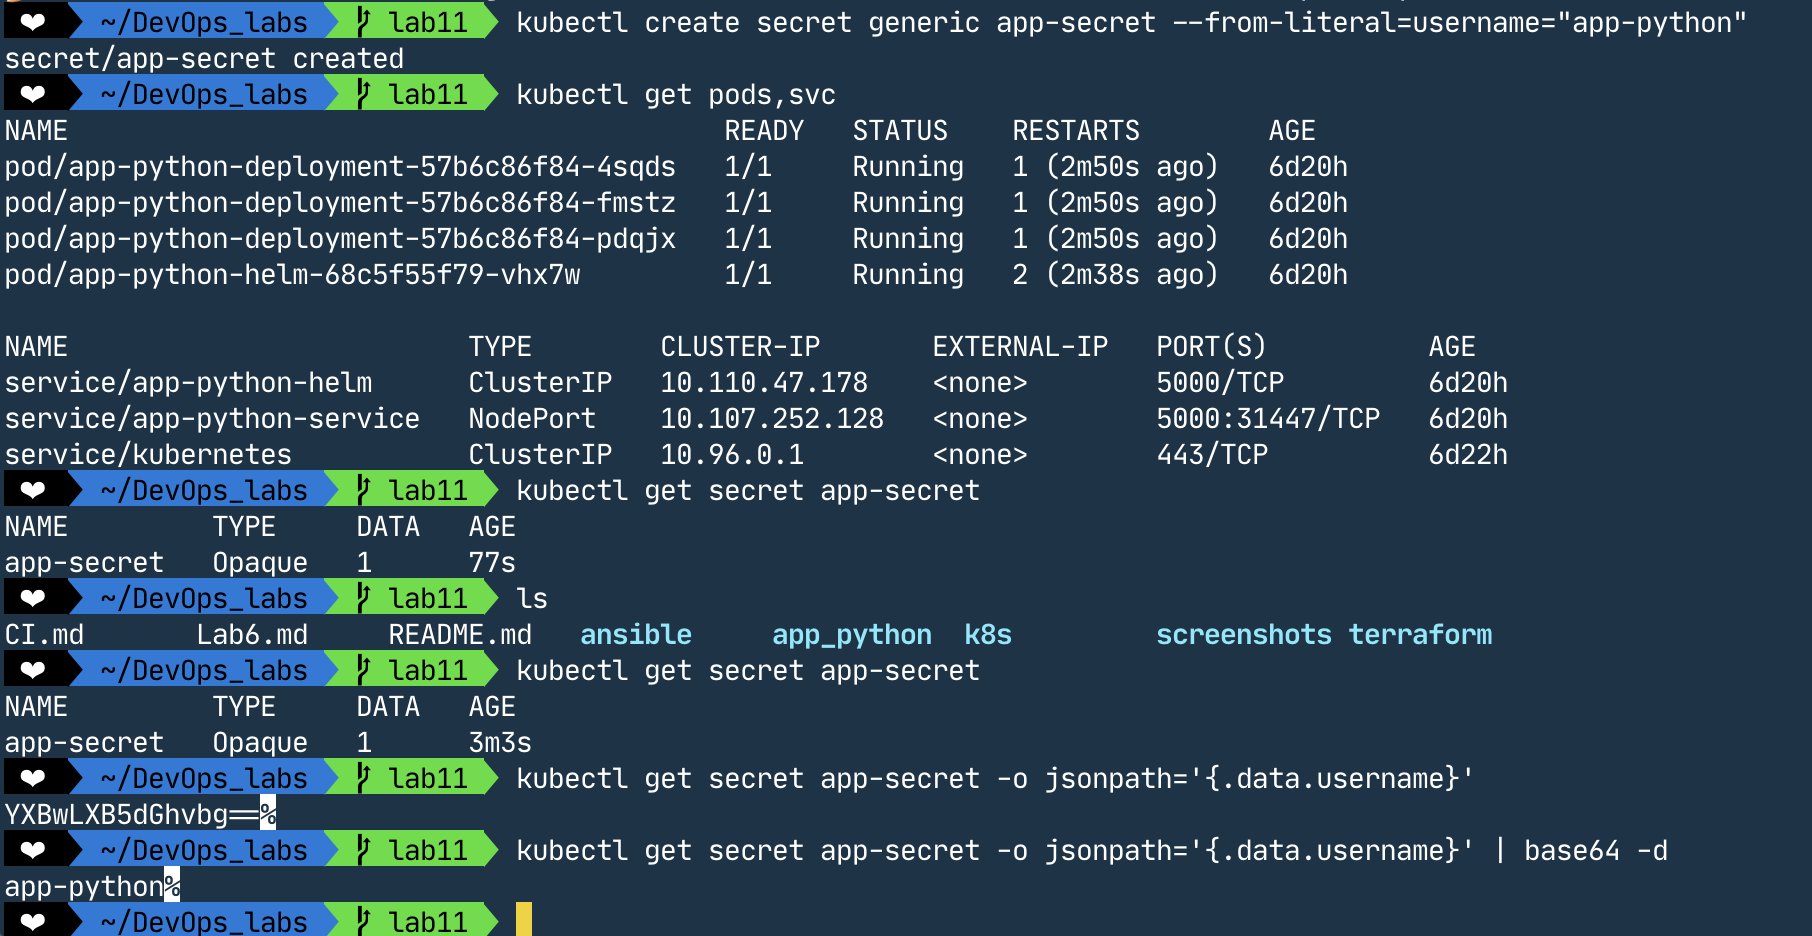 ❤ ~/DevOps_labs lab11 kubectl create secret generic app-secret --from-literal=username="app-python"
secret/app-secret created
❤ ~/DevOps_labs lab11 kubectl get pods,svc
NAME READY STATUS RESTARTS AGE
pod/app-python-deployment-57b6c86f84-4sqds 1/1 Running 1 (2m50s ago) 6d20h
pod/app-python-deployment-57b6c86f84-fmstz 1/1 Running 1 (2m50s ago) 6d20h
pod/app-python-deployment-57b6c86f84-pdqjx 1/1 Running 1 (2m50s ago) 6d20h
pod/app-python-helm-68c5f55f79-vhx7w 1/1 Running 2 (2m38s ago) 6d20h
NAME TYPE CLUSTER-IP EXTERNAL-IP PORT(S) AGE
service/app-python-helm ClusterIP 10.110.47.178 <none> 5000/TCP 6d20h
service/app-python-service NodePort 10.107.252.128 <none> 5000:31447/TCP 6d20h
service/kubernetes ClusterIP 10.96.0.1 <none> 443/TCP 6d22h
❤ ~/DevOps_labs lab11 kubectl get secret app-secret
NAME TYPE DATA AGE
app-secret Opaque 1 77s
❤ ~/DevOps_labs lab11 ls
CI.md Lab6.md README.md ansible app_python k8s screenshots terraform
❤ ~/DevOps_labs lab11 kubectl get secret app-secret
NAME TYPE DATA AGE
app-secret Opaque 1 3m3s
❤ ~/DevOps_labs lab11 kubectl get secret app-secret -o jsonpath='{.data.username}'
YXBwLXB5dGhvbg==%
❤ ~/DevOps_labs lab11 kubectl get secret app-secret -o jsonpath='{.data.username}' | base64 -d
app-python%
❤ ~/DevOps_labs lab11